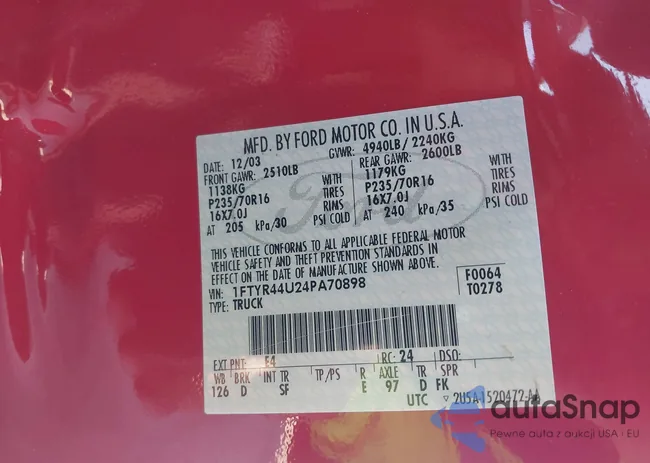 MFD. BY FORD MOTOR CO. IN U.S.A.
DATE: 12/03 GVWR: 4940LB/ 2240KG
FRONT GAWR: 2510LB REAR GAWR: 2600LB
1138KG WITH 1179KG WITH
P235/70R16 TIRES P235/70R16 TIRES
16X7.0J RIMS 16X7.0J RIMS
AT 205 kPa/30 PSI COLD AT 240 kPa/35 PSI COLD
Ford
THIS VEHICLE CONFORMS TO ALL APPLICABLE FEDERAL MOTOR
VEHICLE SAFETY AND THEFT PREVENTION STANDARDS IN
EFFECT ON THE DATE OF MANUFACTURE SHOWN ABOVE.
VIN: 1FTYR44U24PA70898 F0064
TYPE: TRUCK T0278
EXT PNT: E4 RC: 24 DSO:
WB BRK INT TR TP/PS R AXLE TR SPR
126 D SF E 97 D FK
UTC ▽ 2U5A-1520472-AA
autaSnap
Pewne auta z aukcji USA i EU